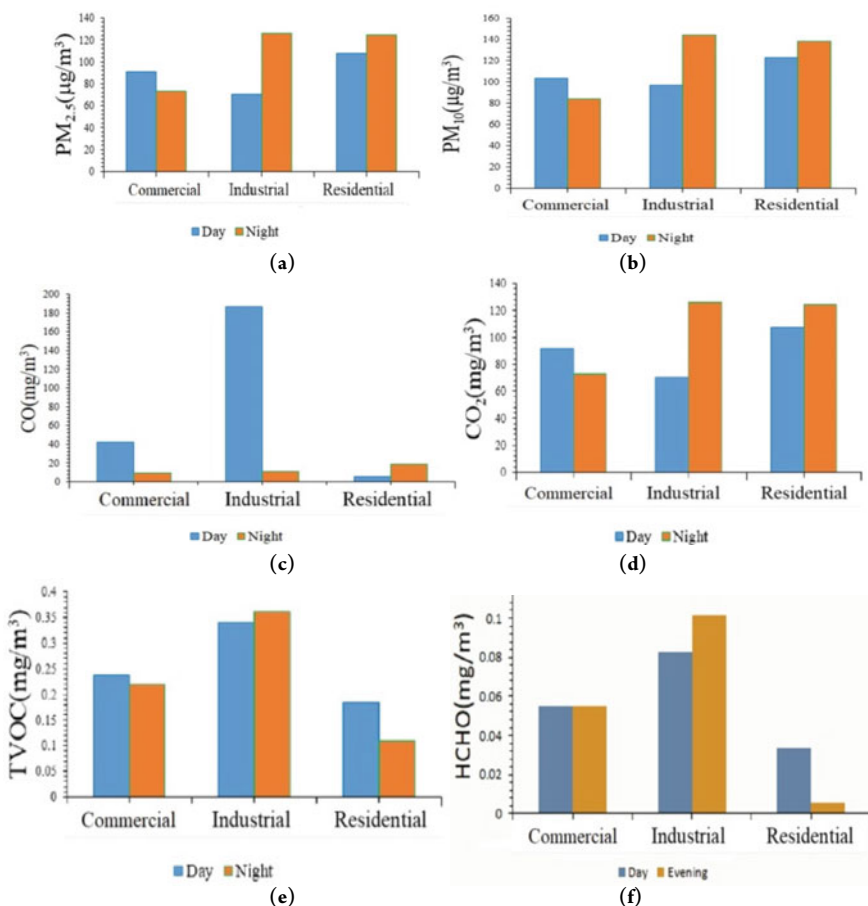 PM2.5(µg/m³)
140
120
100
80
60
40
20
0
Commercial Industrial Residential
Day Night
(a)
PM10(µg/m³)
160
140
120
100
80
60
40
20
0
Commercial Industrial Residential
Day Night
(b)
CO(mg/m³)
200
180
160
140
120
100
80
60
40
20
0
Commercial Industrial Residential
Day Night
(c)
CO2(mg/m³)
140
120
100
80
60
40
20
0
Commercial Industrial Residential
Day Night
(d)
TVOC(mg/m³)
0.4
0.35
0.3
0.25
0.2
0.15
0.1
0.05
0
Commercial Industrial Residential
Day Night
(e)
HCHO(mg/m³)
0.1
0.08
0.06
0.04
0.02
0
Commercial Industrial Residential
Day Evening
(f)